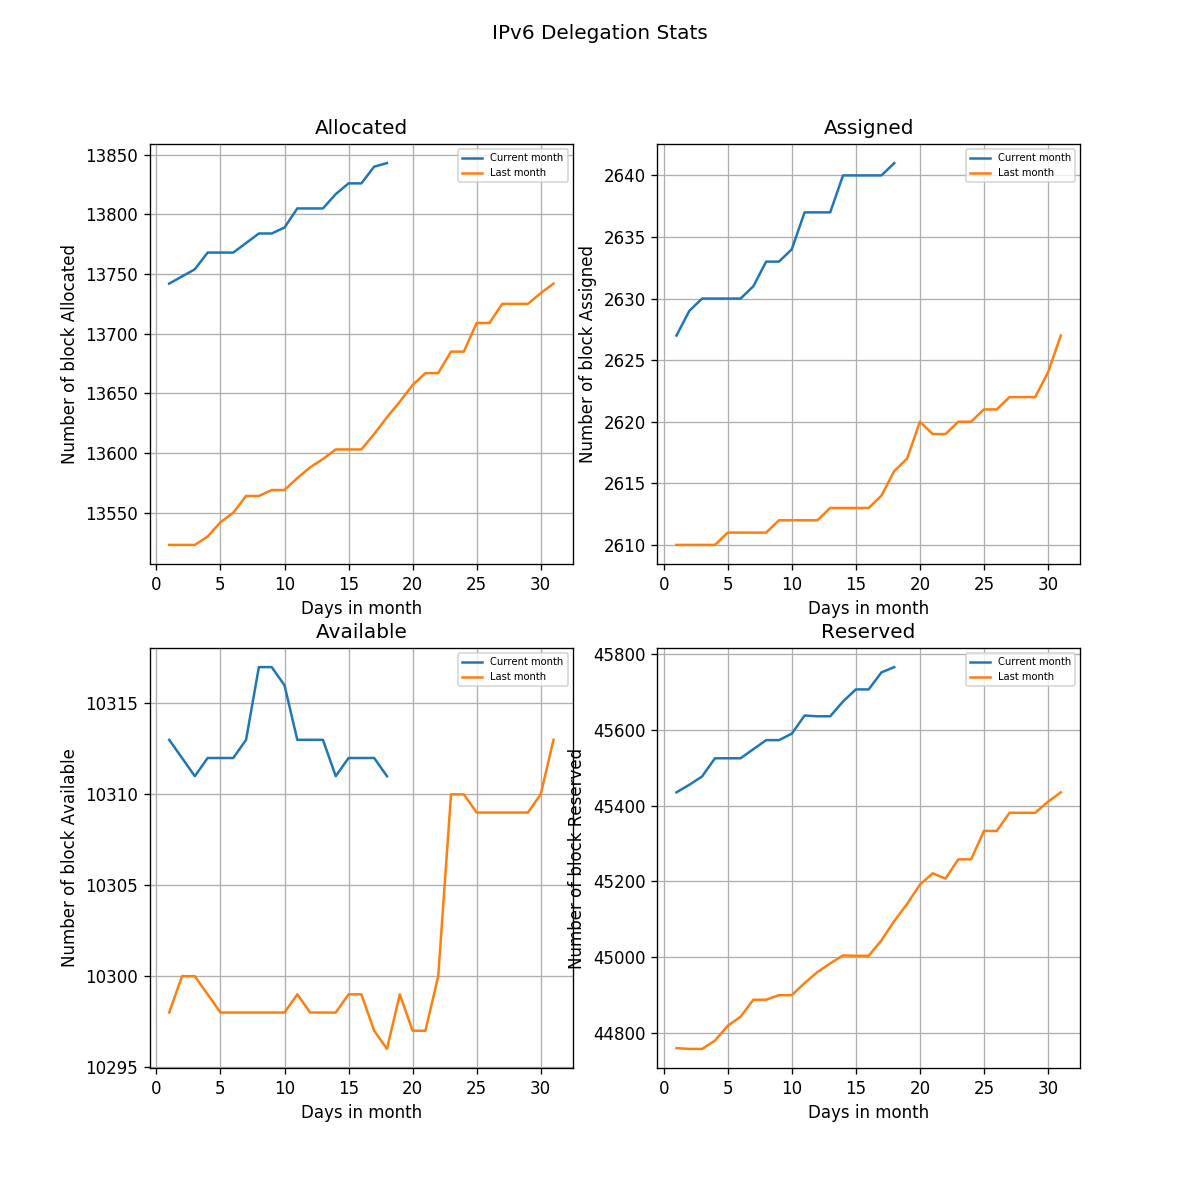 IPv6 Delegation Stats
Allocated
Number of block Allocated
13850
13800
13750
13700
13650
13600
13550
Current month
Last month
0 5 10 15 20 25 30
Days in month
Assigned
Number of block Assigned
2640
2635
2630
2625
2620
2615
2610
Current month
Last month
0 5 10 15 20 25 30
Days in month
Available
Number of block Available
10315
10310
10305
10300
10295
Current month
Last month
0 5 10 15 20 25 30
Days in month
Reserved
Number of block Reserved
45800
45600
45400
45200
45000
44800
Current month
Last month
0 5 10 15 20 25 30
Days in month